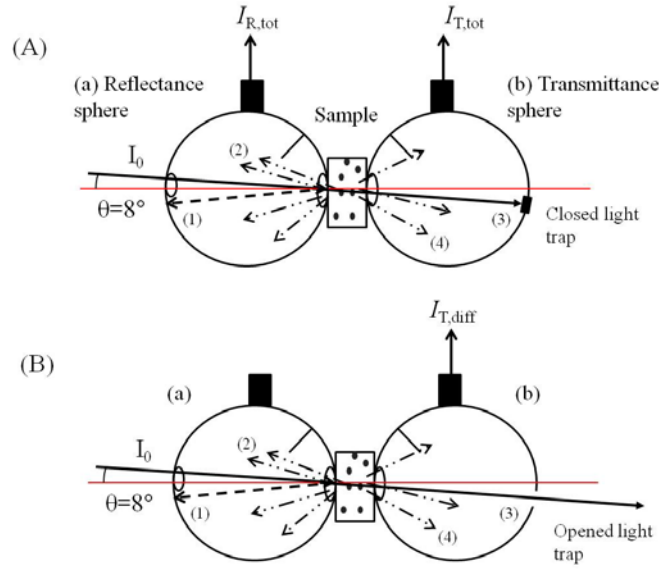 I_R,tot
I_T,tot
(A)
(a) Reflectance
sphere
(b) Transmittance
sphere
Sample
I_0
(2)
θ=8°
(1)
(3)
(4)
Closed light
trap
I_T,diff
(B)
(a)
(b)
I_0
(2)
θ=8°
(1)
(3)
(4)
Opened light
trap